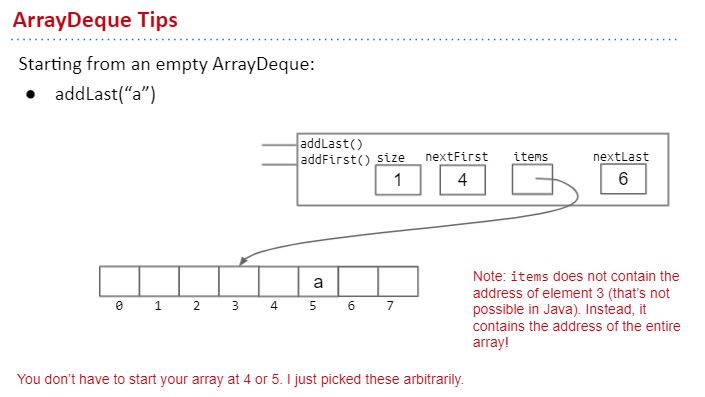 ArrayDeque Tips
Starting from an empty ArrayDeque:
● addLast(“a”)
addLast()
addFirst() size nextFirst items nextLast
1 4 6
a
0 1 2 3 4 5 6 7
Note: items does not contain the
address of element 3 (that’s not
possible in Java). Instead, it
contains the address of the entire
array!
You don’t have to start your array at 4 or 5. I just picked these arbitrarily.